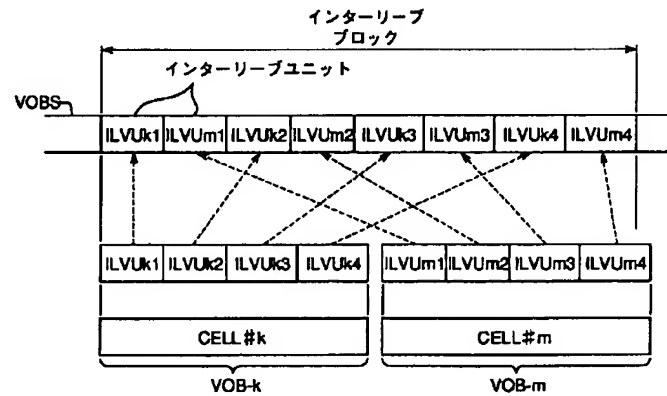 インターリーブ
ブロック
インターリーブユニット
VOBS
ILVUk1 ILVUm1 ILVUk2 ILVUm2 ILVUk3 ILVUm3 ILVUk4 ILVUm4
ILVUk1 ILVUk2 ILVUk3 ILVUk4 ILVUm1 ILVUm2 ILVUm3 ILVUm4
CELL#k CELL#m
VOB-k VOB-m